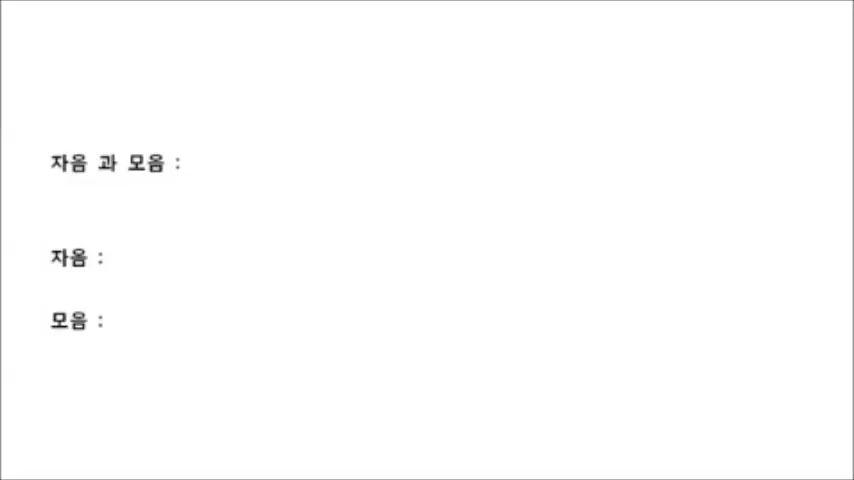 자음 과 모음 :
자음 :
모음 :